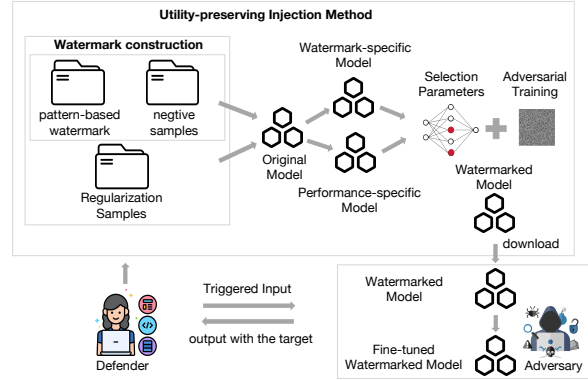 Utility-preserving Injection Method
Watermark construction
pattern-based
watermark
negtive
samples
Regularization
Samples
Original
Model
Watermark-specific
Model
Performance-specific
Model
Selection
Parameters
Adversarial
Training
Watermarked
Model
download
Defender
Triggered Input
output with the target
Watermarked
Model
Fine-tuned
Watermarked Model
Adversary